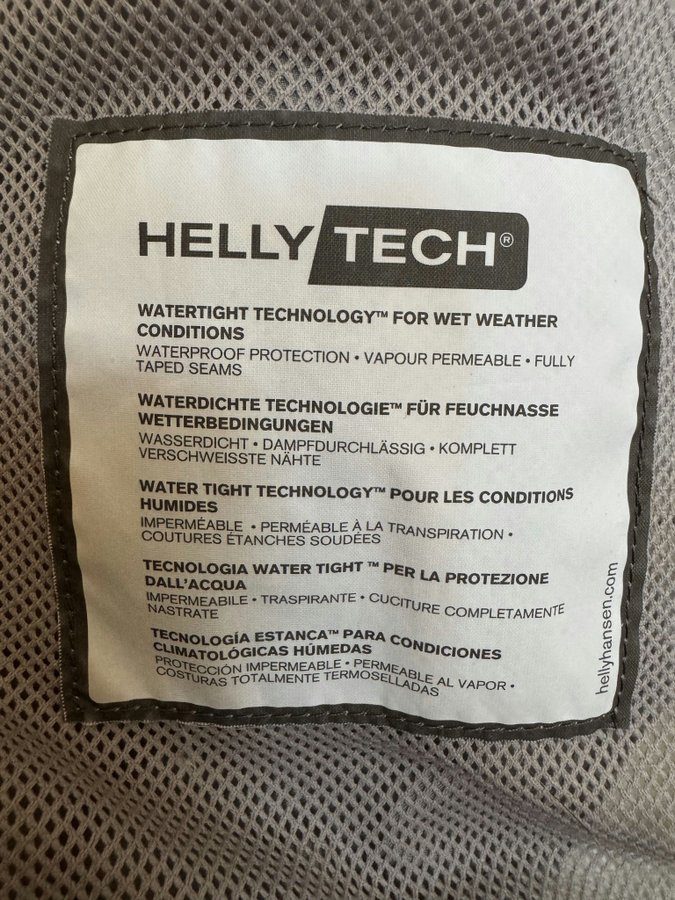 HELLY TECH®
WATERTIGHT TECHNOLOGY™ FOR WET WEATHER
CONDITIONS
WATERPROOF PROTECTION • VAPOUR PERMEABLE • FULLY
TAPED SEAMS
WATERDICHTE TECHNOLOGIE™ FÜR FEUCHNASSE
WETTERBEDINGUNGEN
WASSERDICHT • DAMPFDURCHLÄSSIG • KOMPLETT
VERSCHWEISSTE NÄHTE
WATER TIGHT TECHNOLOGY™ POUR LES CONDITIONS
HUMIDES
IMPERMÉABLE • PERMÉABLE À LA TRANSPIRATION •
COUTURES ÉTANCHES SOUDÉES
TECNOLOGIA WATER TIGHT ™ PER LA PROTEZIONE
DALL'ACQUA
IMPERMEABILE • TRASPIRANTE • CUCITURE COMPLETAMENTE
NASTRATE
TECNOLOGÍA ESTANCA™ PARA CONDICIONES
CLIMATOLÓGICAS HÚMEDAS
PROTECCIÓN IMPERMEABLE • PERMEABLE AL VAPOR •
COSTURAS TOTALMENTE TERMOSELLADAS
hellyhansen.com